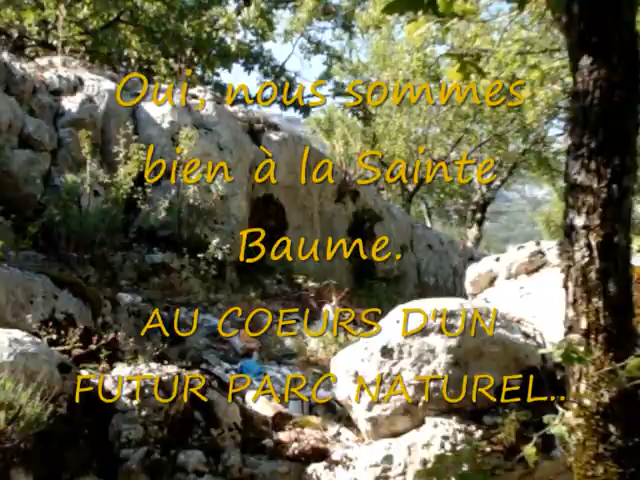 Oui, nous sommes
bien à la Sainte
Baume.
AU COEURS D'UN
FUTUR PARC NATUREL..